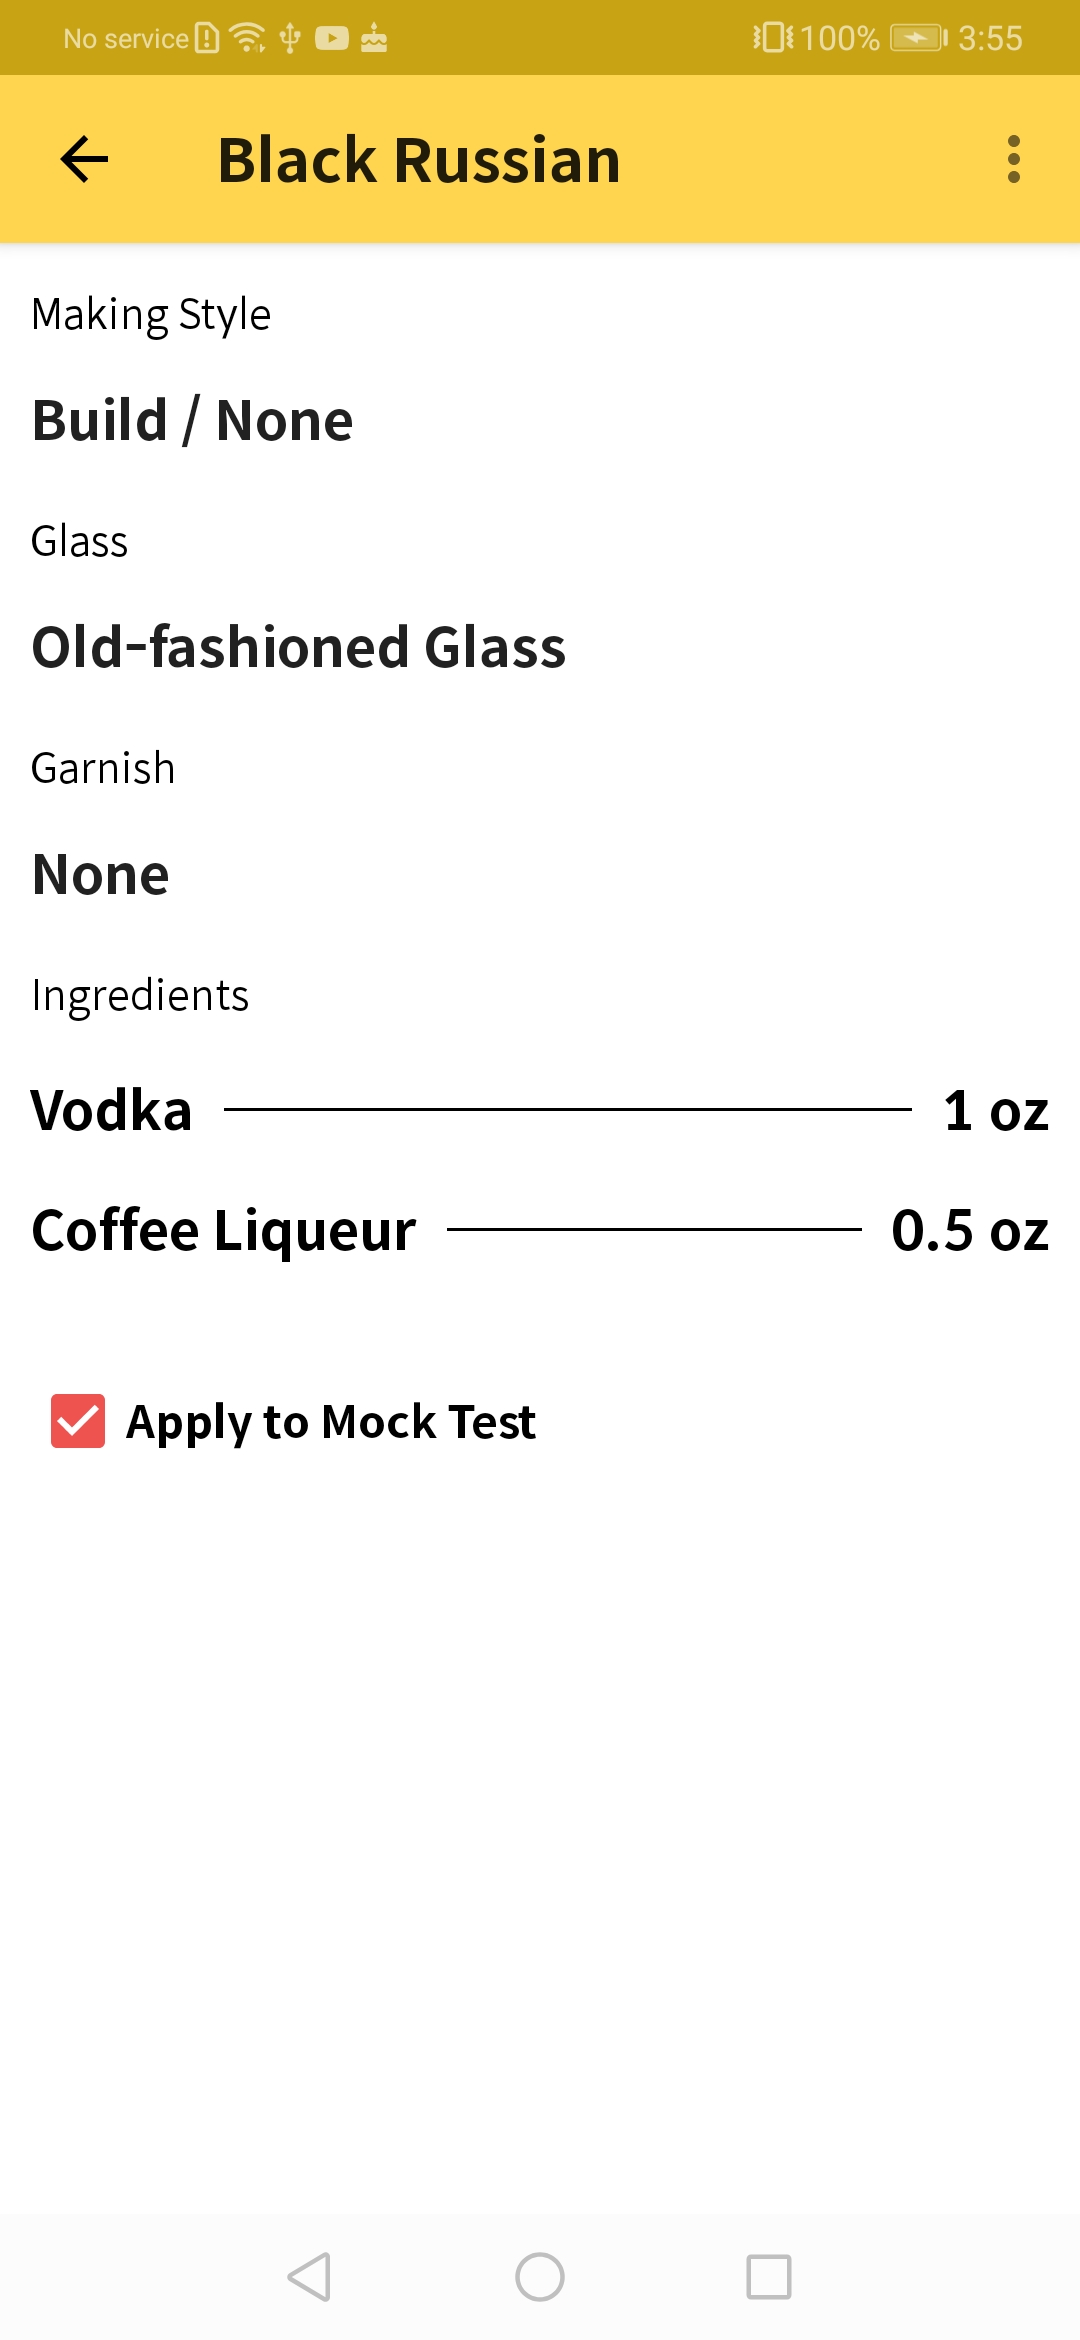 No service 100% 3:55
Black Russian
Making Style
Build / None
Glass
Old-fashioned Glass
Garnish
None
Ingredients
Vodka 1 oz
Coffee Liqueur 0.5 oz
Apply to Mock Test